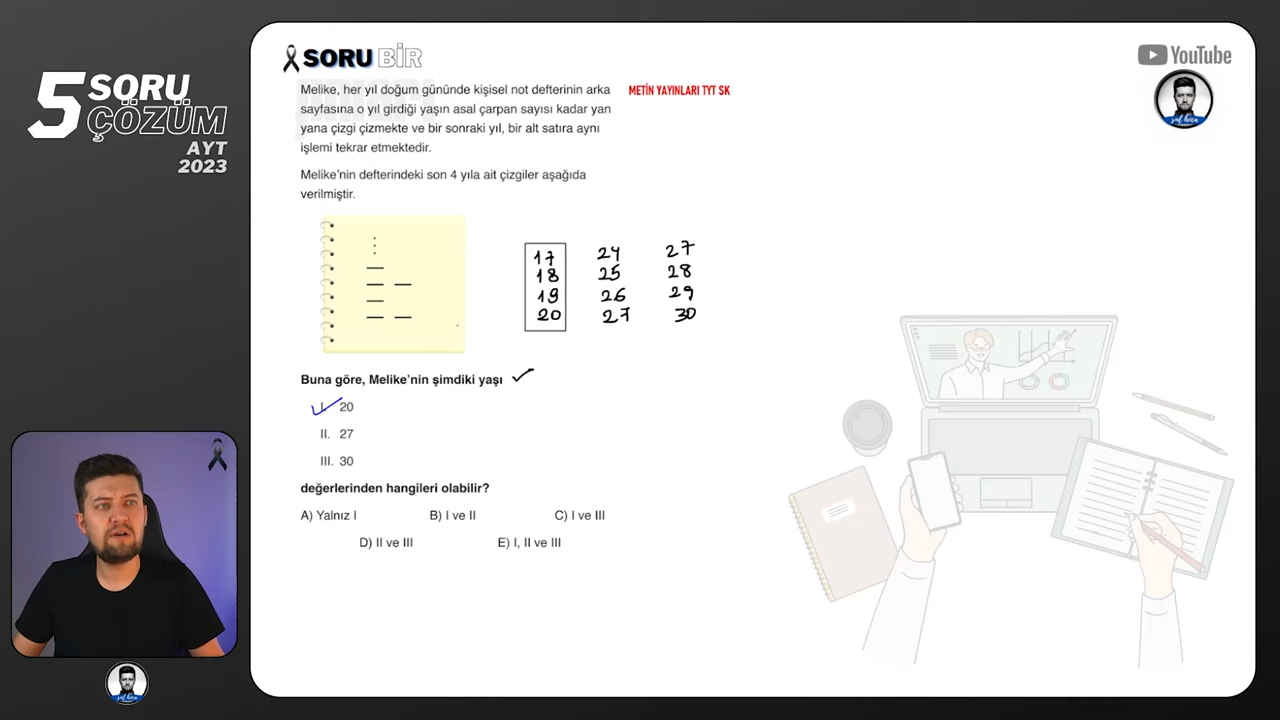 5 SORU
ÇÖZÜM
AYT
2023
SORU BİR
YouTube
Melike, her yıl doğum gününde kişisel not defterinin arka
sayfasına o yıl girdiği yaşın asal çarpan sayısı kadar yan
yana çizgi çizmekte ve bir sonraki yıl, bir alt satıra aynı
işlemi tekrar etmektedir.
METİN YAYINLARI TYT SK
Melike'nin defterindeki son 4 yıla ait çizgiler aşağıda
verilmiştir.
17 24 27
18 25 28
19 26 29
20 27 30
Buna göre, Melike'nin şimdiki yaşı
I. 20
II. 27
III. 30
değerlerinden hangileri olabilir?
A) Yalnız I B) I ve II C) I ve III
D) II ve III E) I, II ve III